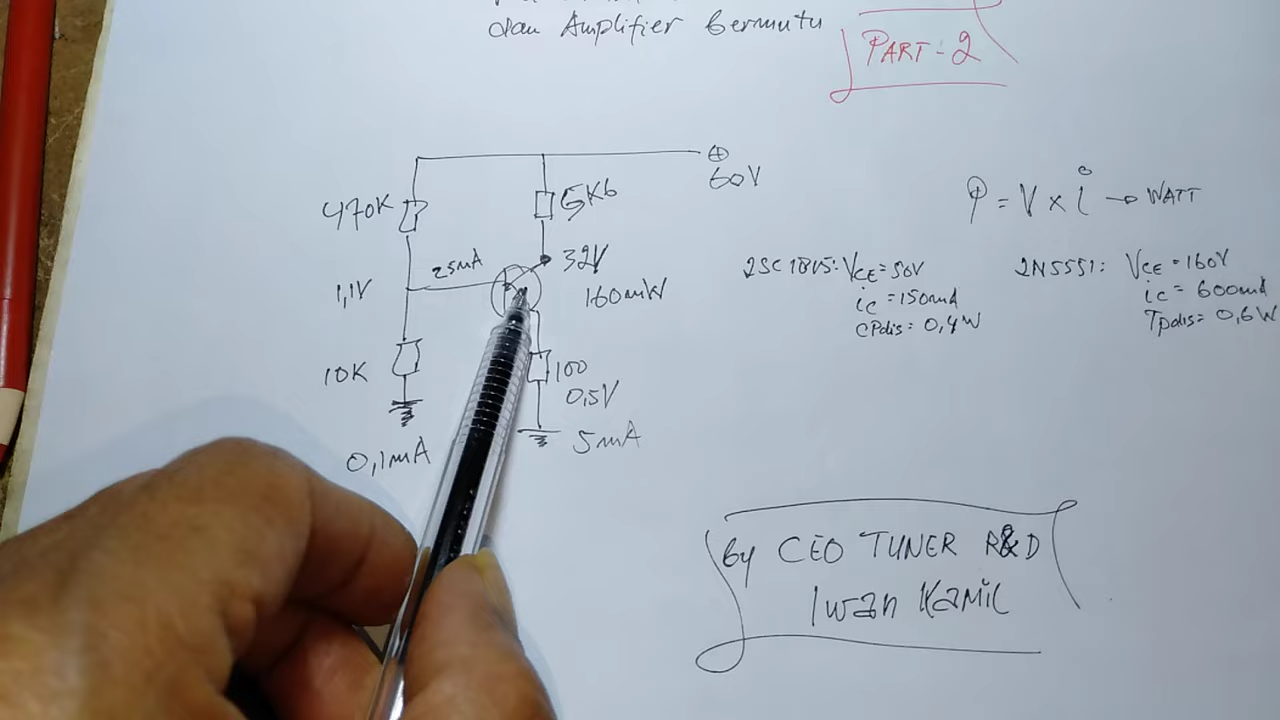 dan Amplifier bermutu
PART-2
⊕
60V
470K
5K6
P = V x i → WATT
25mA
32V
1,1V
160mW
2SC1815: VCE = 50V
ic = 150mA
CPdis = 0,4W
2N5551: VCE = 160V
ic = 600mA
Tpdis = 0,6W
10K
100
0,5V
0,1mA
5mA
by CEO TUNER R&D
Iwan Kamil